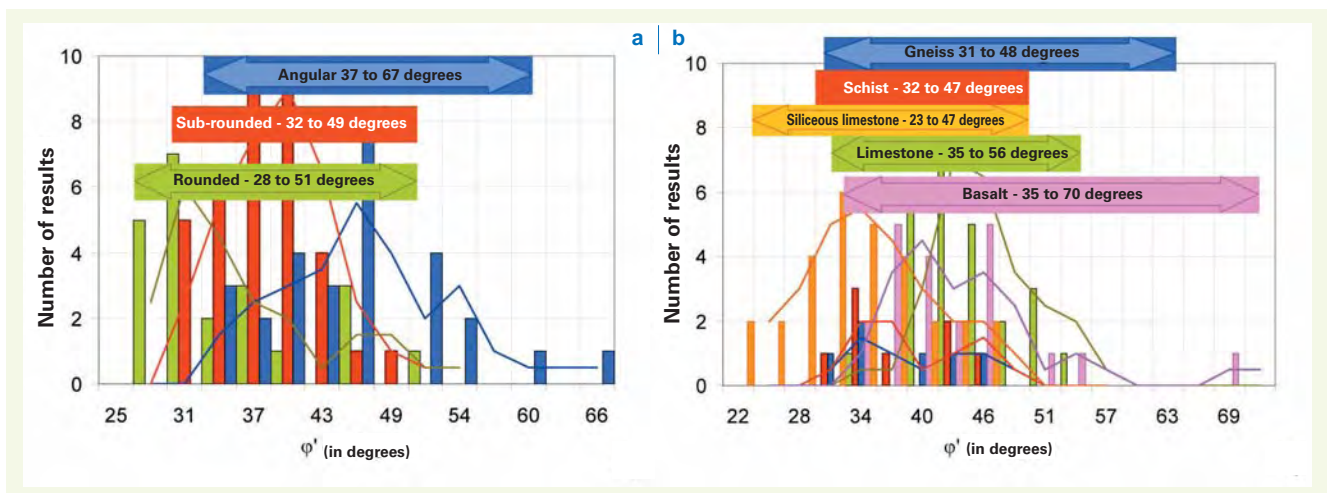 a
b
10
8
6
4
2
0
Number of results
Angular 37 to 67 degrees
Sub-rounded - 32 to 49 degrees
Rounded - 28 to 51 degrees
25 31 37 43 49 54 60 66
φ' (in degrees)
10
8
6
4
2
0
Number of results
Gneiss 31 to 48 degrees
Schist - 32 to 47 degrees
Siliceous limestone - 23 to 47 degrees
Limestone - 35 to 56 degrees
Basalt - 35 to 70 degrees
22 28 34 40 46 51 57 63 69
φ' (in degrees)